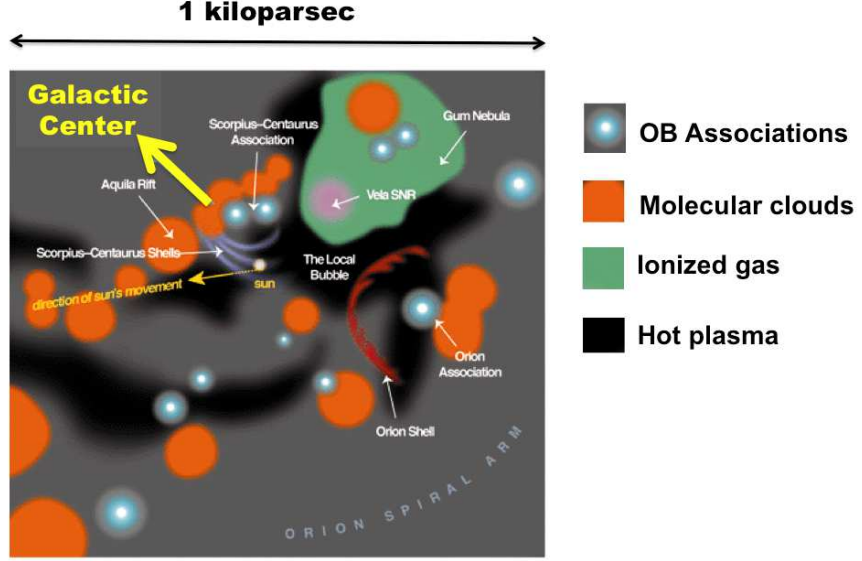 1 kiloparsec
Galactic
Center
Scorpius–Centaurus
Association
Gum Nebula
Aquila Rift
Vela SNR
Scorpius–Centaurus Shells
The Local
Bubble
direction of sun's movement
sun
Orion
Association
Orion Shell
ORION SPIRAL ARM
OB Associations
Molecular clouds
Ionized gas
Hot plasma